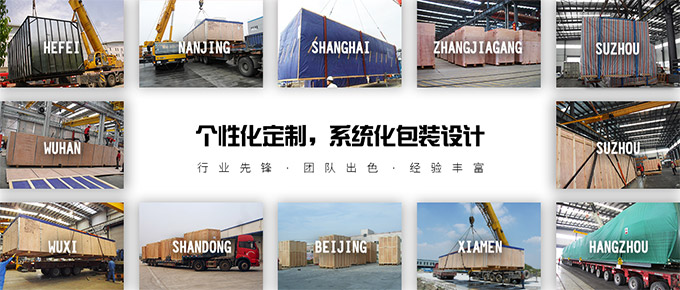 HEFEI
NANJING
SHANGHAI
ZHANGJIAGANG
SUZHOU
WUHAN
个性化定制，系统化包装设计
行业先锋 · 团队出色 · 经验丰富
SUZHOU
WUXI
SHANDONG
BEIJING
XIAMEN
HANGZHOU